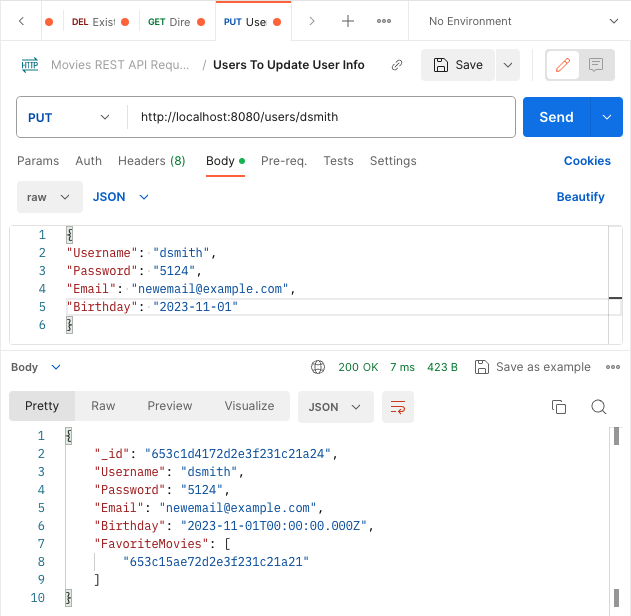 DEL Exist GET Dire PUT Use No Environment
HTTP Movies REST API Requ... / Users To Update User Info Save
PUT http://localhost:8080/users/dsmith Send
Params Auth Headers (8) Body Pre-req. Tests Settings Cookies
raw JSON Beautify
1 {
2 "Username": "dsmith",
3 "Password": "5124",
4 "Email": "newemail@example.com",
5 "Birthday": "2023-11-01"
6 }
Body 200 OK 7 ms 423 B Save as example
Pretty Raw Preview Visualize JSON
1 {
2 "_id": "653c1d4172d2e3f231c21a24",
3 "Username": "dsmith",
4 "Password": "5124",
5 "Email": "newemail@example.com",
6 "Birthday": "2023-11-01T00:00:00.000Z",
7 "FavoriteMovies": [
8 "653c15ae72d2e3f231c21a21"
9 ]
10 }